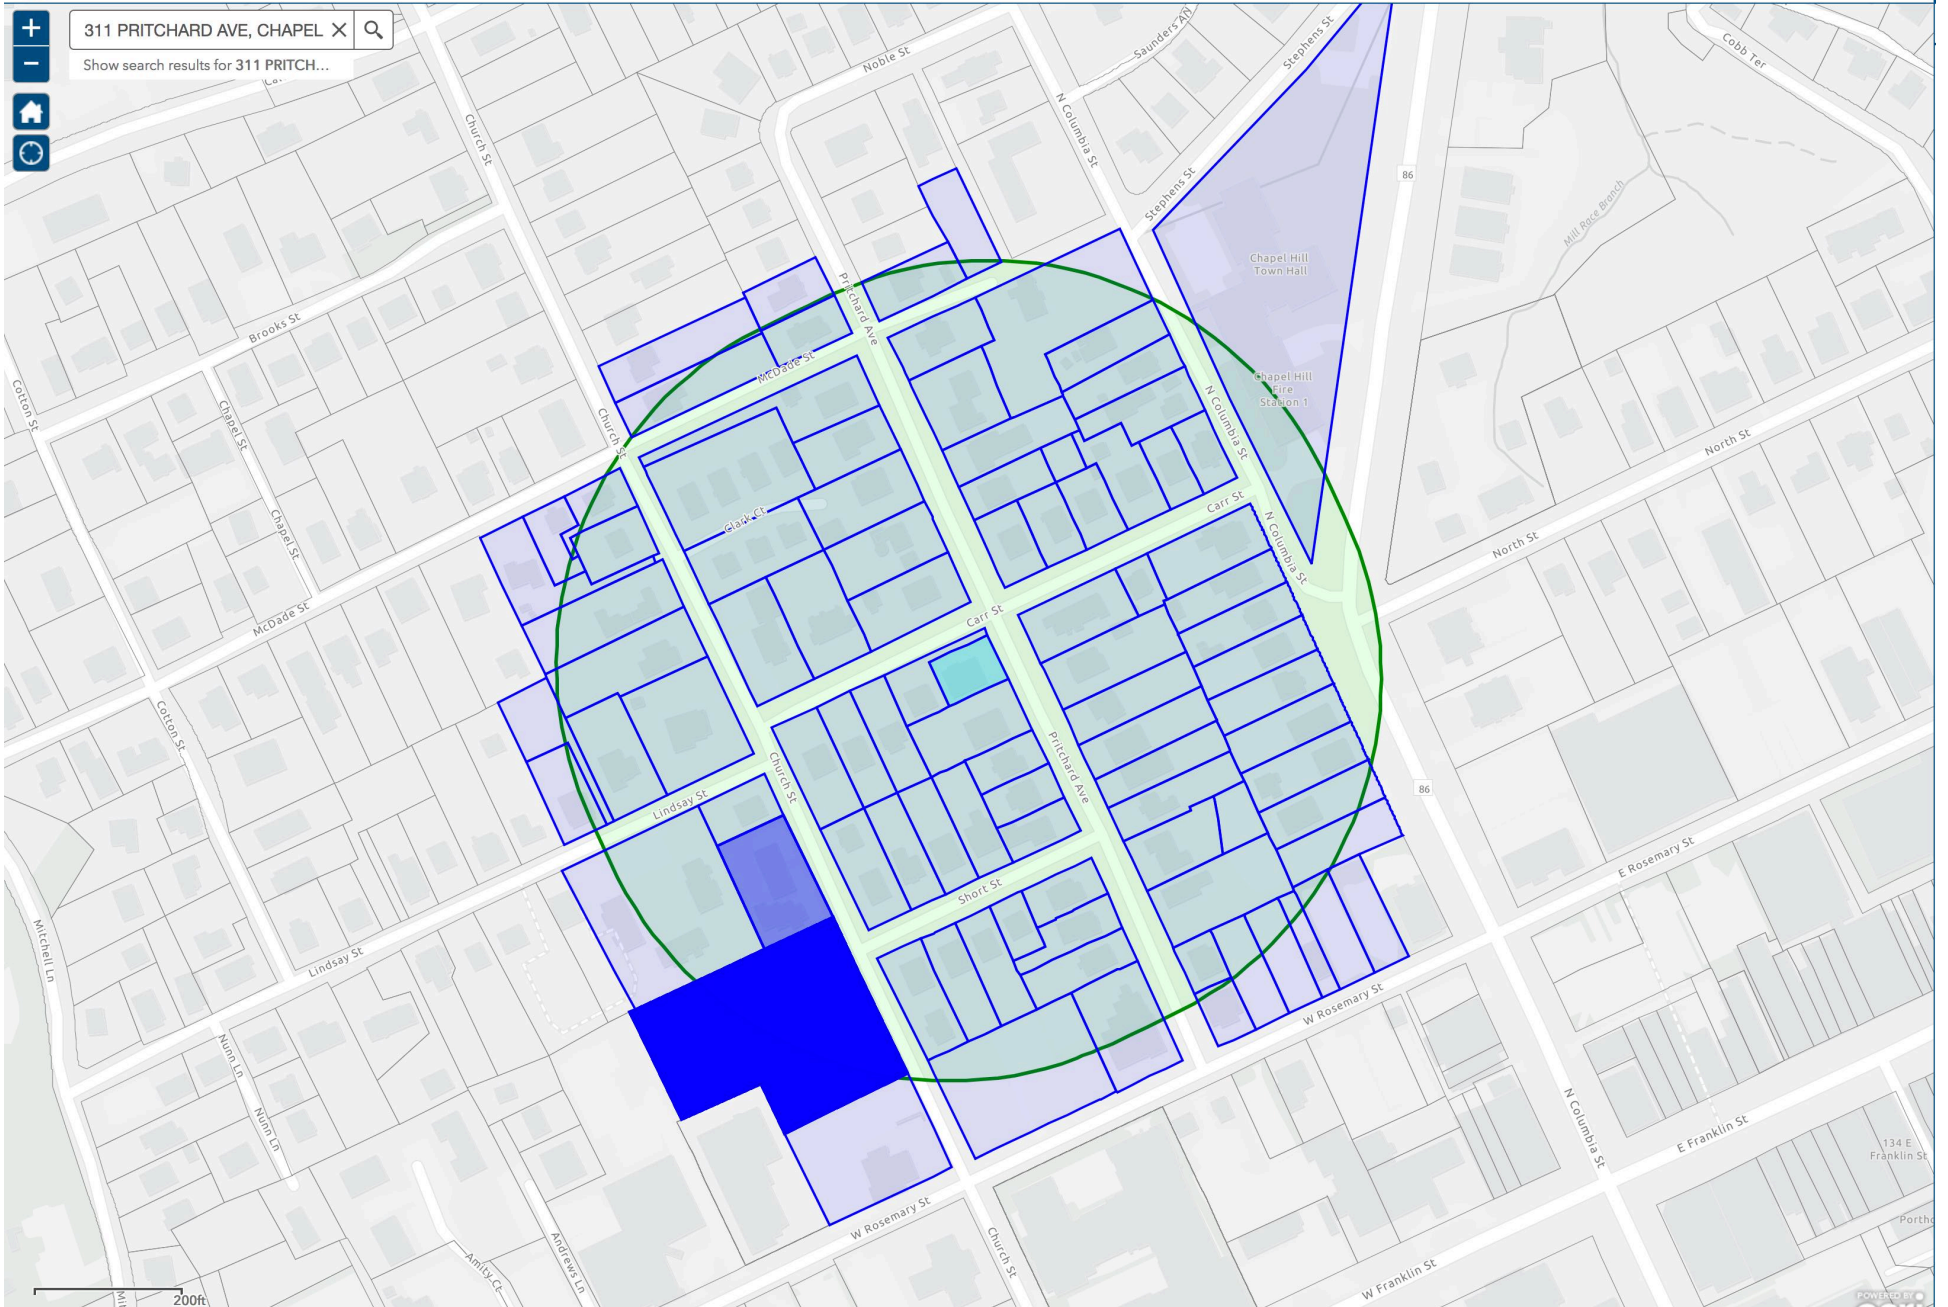 +
311 PRITCHARD AVE, CHAPEL
−
Show search results for 311 PRITCH...
Church St
Noble St
Saunders
Stephens St
Cobb Ter
N Columbia St
86
Stephens St
Mill Race Branch
Chapel Hill
Town Hall
Brooks St
Pritchard Ave
McDade St
Chapel Hill
Fire
Station 1
Cotton St
Chapel St
Church St
N Columbia St
North St
Clark Ct
Carr St
Chapel St
N Columbia St
North St
McDade St
Carr St
Cotton St
Pritchard Ave
Church St
Lindsay St
86
E Rosemary St
Short St
Mitchell Ln
Lindsay St
W Rosemary St
Nunn Ln
Nunn Ln
N Columbia St
E Franklin St
134 E
Franklin St
W Rosemary St
Church St
Andrews Ln
Amity Ct
W Franklin St
200ft
POWERED BY